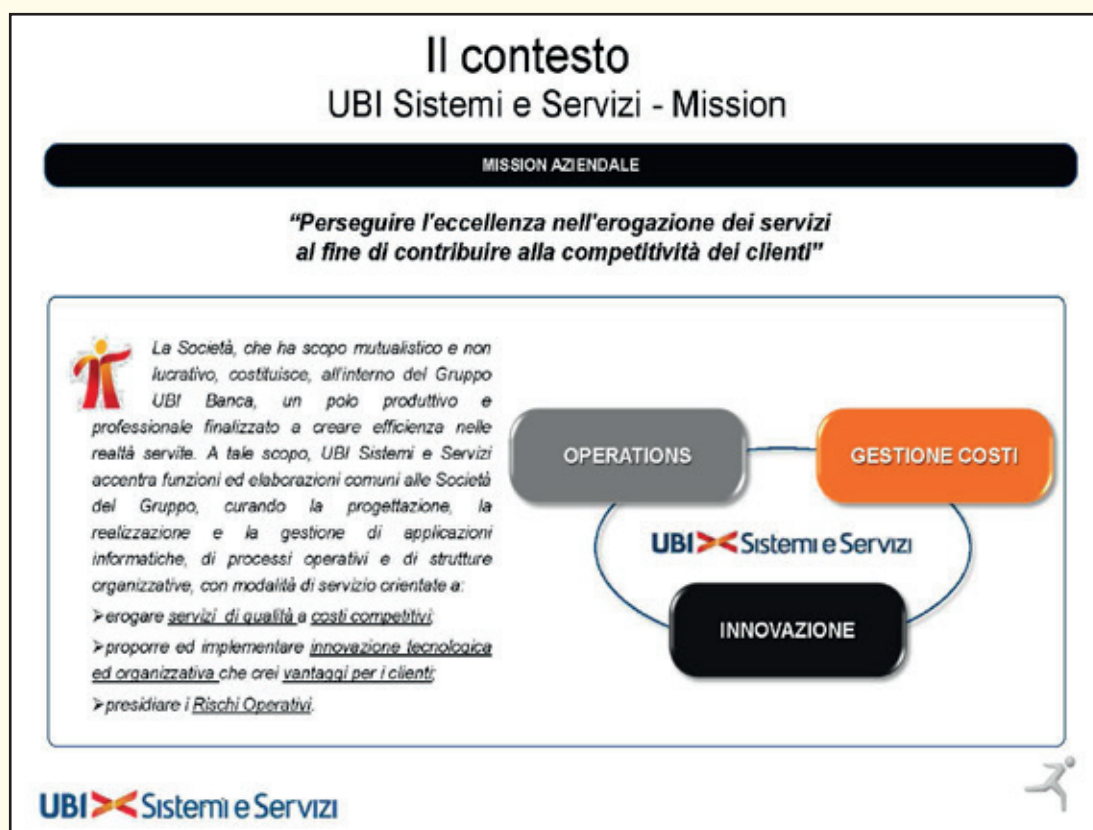 Il contesto
UBI Sistemi e Servizi - Mission
MISSION AZIENDALE
“Perseguire l'eccellenza nell'erogazione dei servizi
al fine di contribuire alla competitività dei clienti”
La Società, che ha scopo mutualistico e non
lucrativo, costituisce, all'interno del Gruppo
UBI Banca, un polo produttivo e
professionale finalizzato a creare efficienza nelle
realtà servite. A tale scopo, UBI Sistemi e Servizi
accentra funzioni ed elaborazioni comuni alle Società
del Gruppo, curando la progettazione, la
realizzazione e la gestione di applicazioni
informatiche, di processi operativi e di strutture
organizzative, con modalità di servizio orientate a:
➢erogare servizi di qualità a costi competitivi;
➢proporre ed implementare innovazione tecnologica
ed organizzativa che crei vantaggi per i clienti;
➢presidiare i Rischi Operativi.
OPERATIONS
GESTIONE COSTI
UBI Sistemi e Servizi
INNOVAZIONE
UBI Sistemi e Servizi